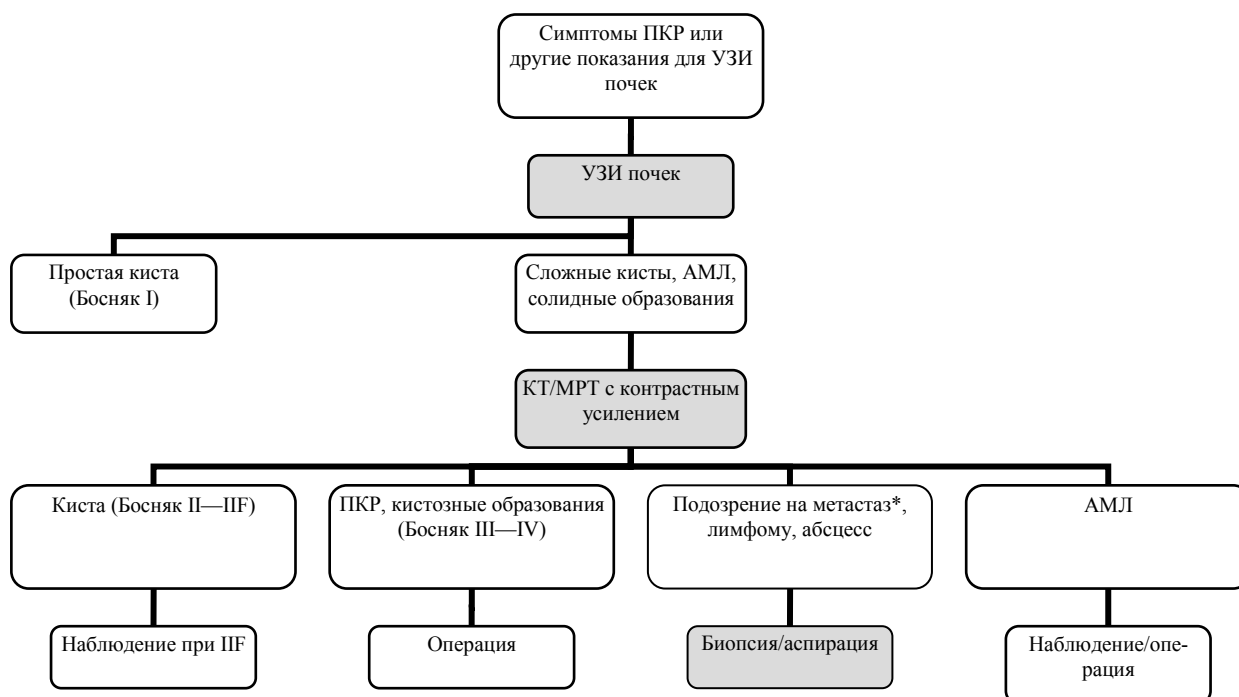 Симптомы ПКР или
другие показания для УЗИ
почек
УЗИ почек
Простая киста
(Босняк I)
Сложные кисты, АМЛ,
солидные образования
КТ/МРТ с контрастным
усилением
Киста (Босняк II—IIF)
ПКР, кистозные образования
(Босняк III—IV)
Подозрение на метастаз*,
лимфому, абсцесс
АМЛ
Наблюдение при IIF
Операция
Биопсия/аспирация
Наблюдение/опе-
рация